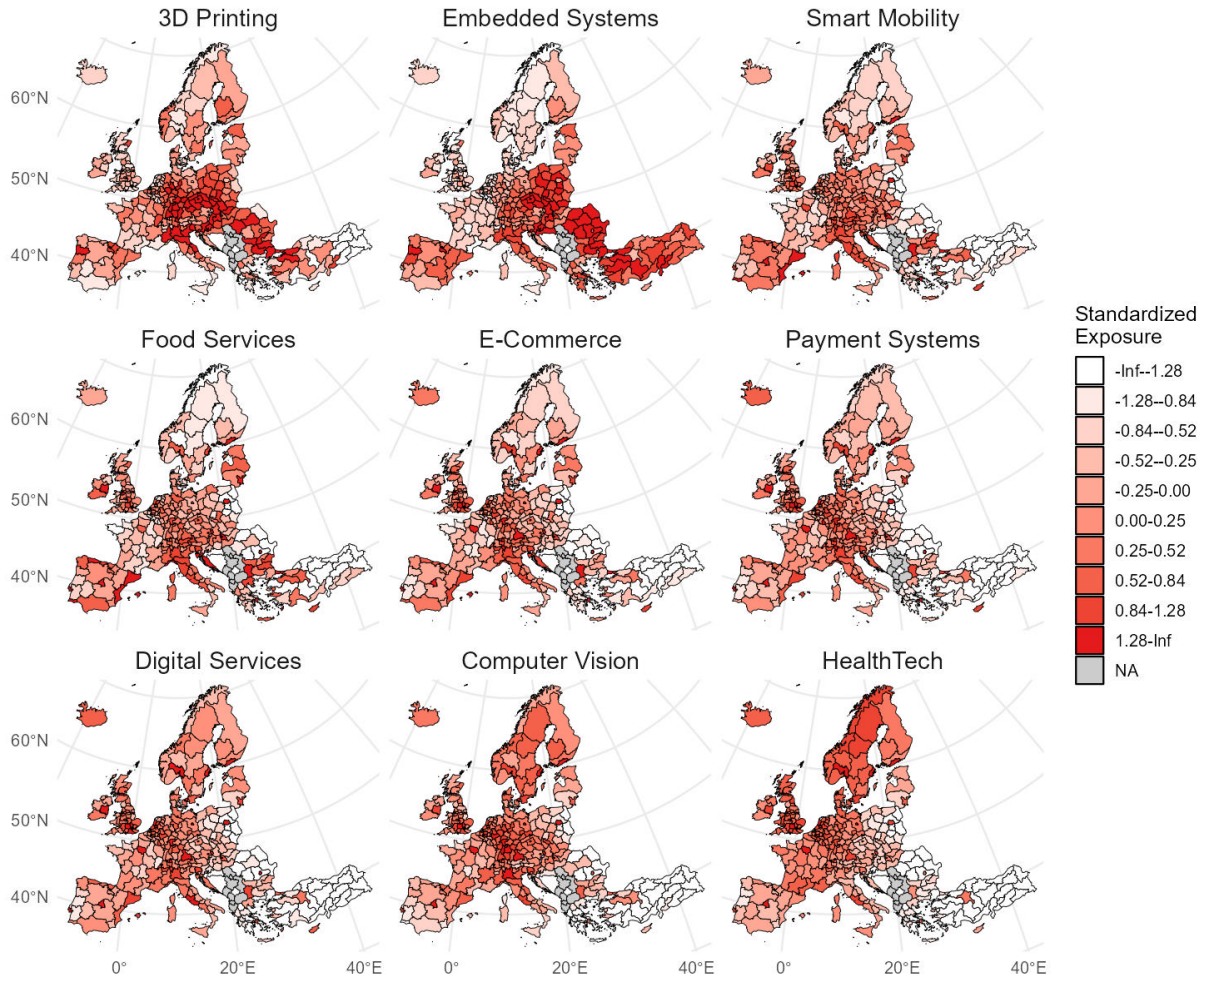 3D Printing
Embedded Systems
Smart Mobility
60°N
50°N
40°N
Food Services
E-Commerce
Payment Systems
60°N
50°N
40°N
Digital Services
Computer Vision
HealthTech
60°N
50°N
40°N
0°
20°E
40°E
0°
20°E
40°E
0°
20°E
40°E
Standardized
Exposure
-Inf--1.28
-1.28--0.84
-0.84--0.52
-0.52--0.25
-0.25-0.00
0.00-0.25
0.25-0.52
0.52-0.84
0.84-1.28
1.28-Inf
NA